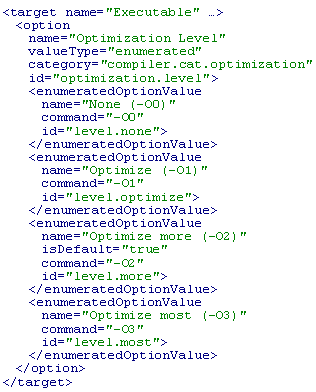 <target name="Executable" …>
<option
name="Optimization Level"
valueType="enumerated"
category="compiler.cat.optimization"
id="optimization.level">
<enumeratedOptionValue
name="None (-O0)"
command="-O0"
id="level.none">
</enumeratedOptionValue>
<enumeratedOptionValue
name="Optimize (-O1)"
command="-O1"
id="level.optimize">
</enumeratedOptionValue>
<enumeratedOptionValue
name="Optimize more (-O2)"
isDefault="true"
command="-O2"
id="level.more">
</enumeratedOptionValue>
<enumeratedOptionValue
name="Optimize most (-O3)"
command="-O3"
id="level.most">
</enumeratedOptionValue>
</option>
</target>